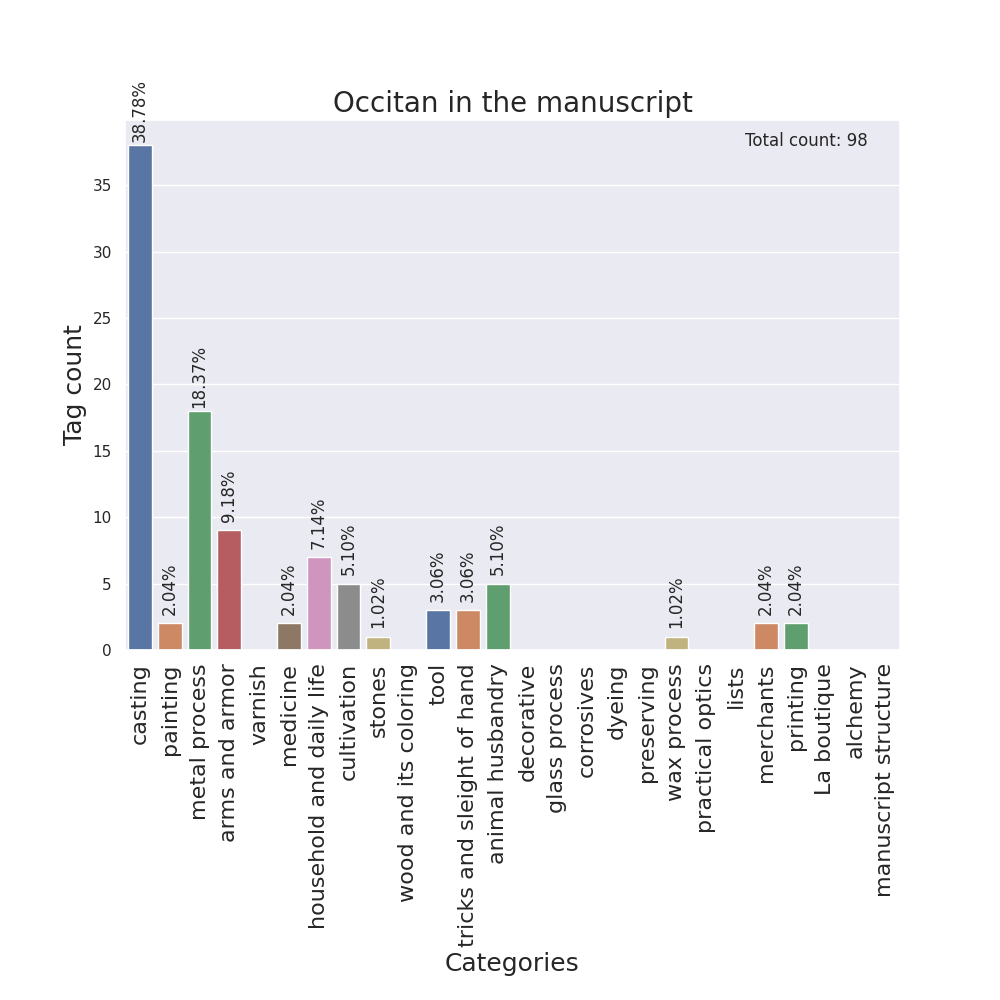 Occitan in the manuscript
Total count: 98
Tag count
35
30
25
20
15
10
5
0
38.78%
2.04%
18.37%
9.18%
2.04%
7.14%
5.10%
1.02%
3.06%
3.06%
5.10%
1.02%
2.04%
2.04%
casting
painting
metal process
arms and armor
varnish
medicine
household and daily life
cultivation
stones
wood and its coloring
tool
tricks and sleight of hand
animal husbandry
decorative
glass process
corrosives
dyeing
preserving
wax process
practical optics
lists
merchants
printing
La boutique
alchemy
manuscript structure
Categories